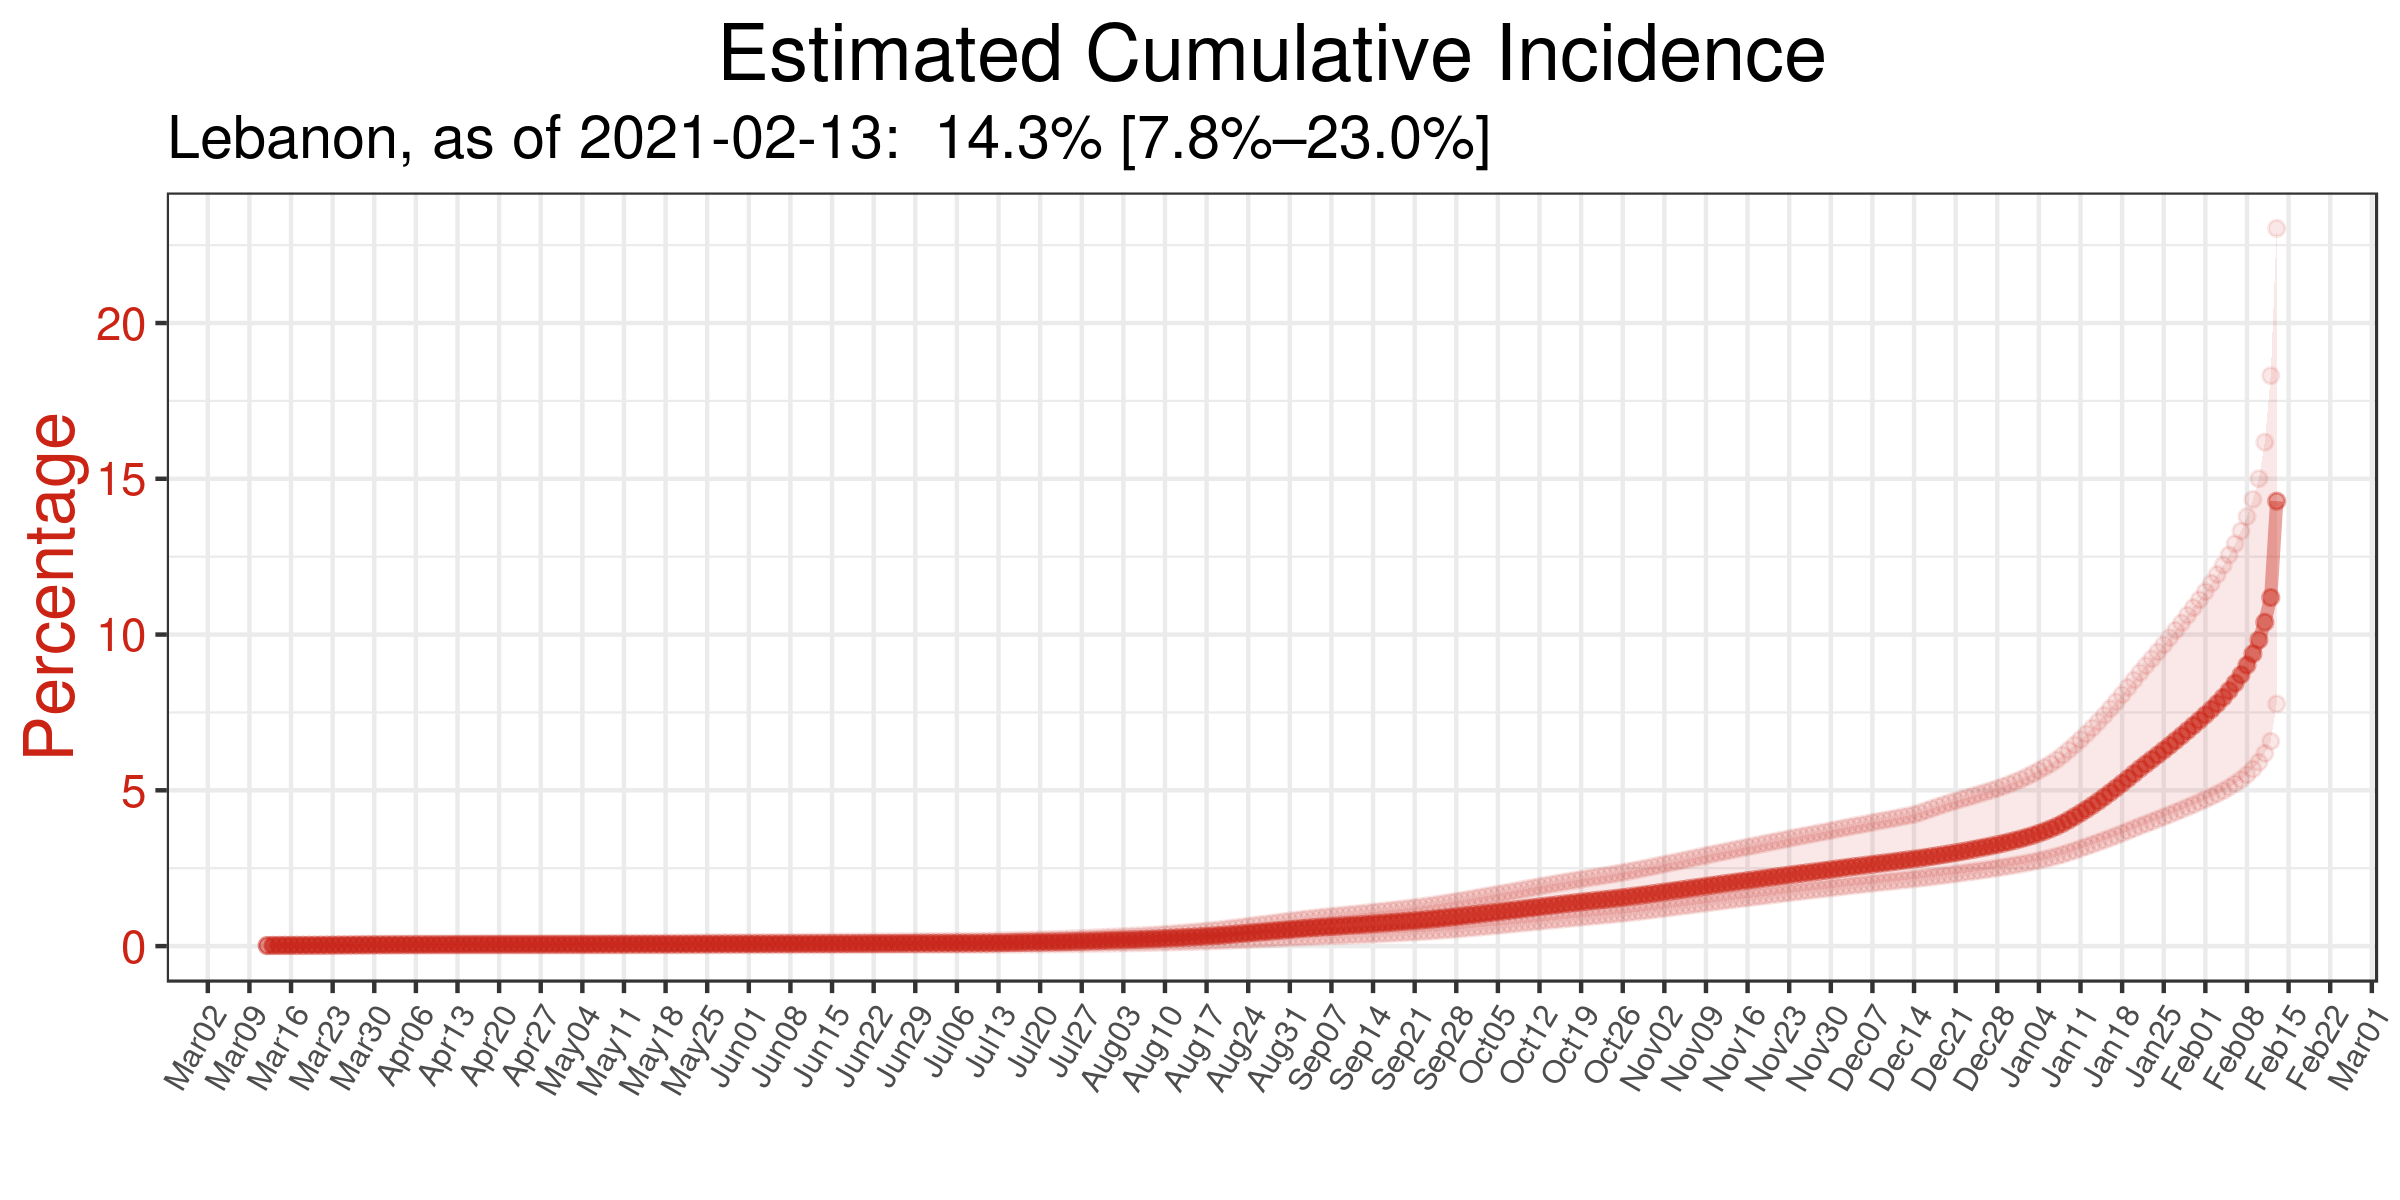 Estimated Cumulative Incidence
Lebanon, as of 2021-02-13:  14.3% [7.8%–23.0%]
Percentage
20
15
10
5
0
Mar02 Mar09 Mar16 Mar23 Mar30 Apr06 Apr13 Apr20 Apr27 May04 May11 May18 May25 Jun01 Jun08 Jun15 Jun22 Jun29 Jul06 Jul13 Jul20 Jul27 Aug03 Aug10 Aug17 Aug24 Aug31 Sep07 Sep14 Sep21 Sep28 Oct05 Oct12 Oct19 Oct26 Nov02 Nov09 Nov16 Nov23 Nov30 Dec07 Dec14 Dec21 Dec28 Jan04 Jan11 Jan18 Jan25 Feb01 Feb08 Feb15 Feb22 Mar01